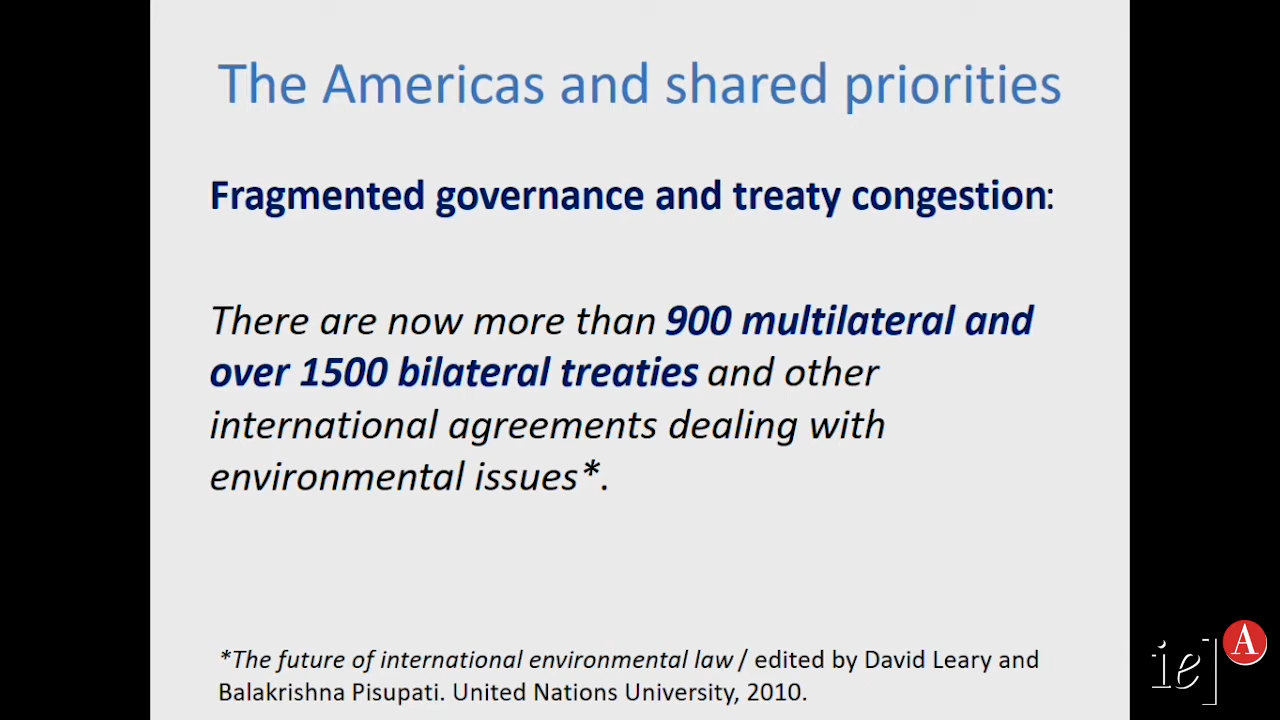 The Americas and shared priorities
Fragmented governance and treaty congestion:
There are now more than 900 multilateral and
over 1500 bilateral treaties and other
international agreements dealing with
environmental issues*.
*The future of international environmental law / edited by David Leary and
Balakrishna Pisupati. United Nations University, 2010.
ie]
A